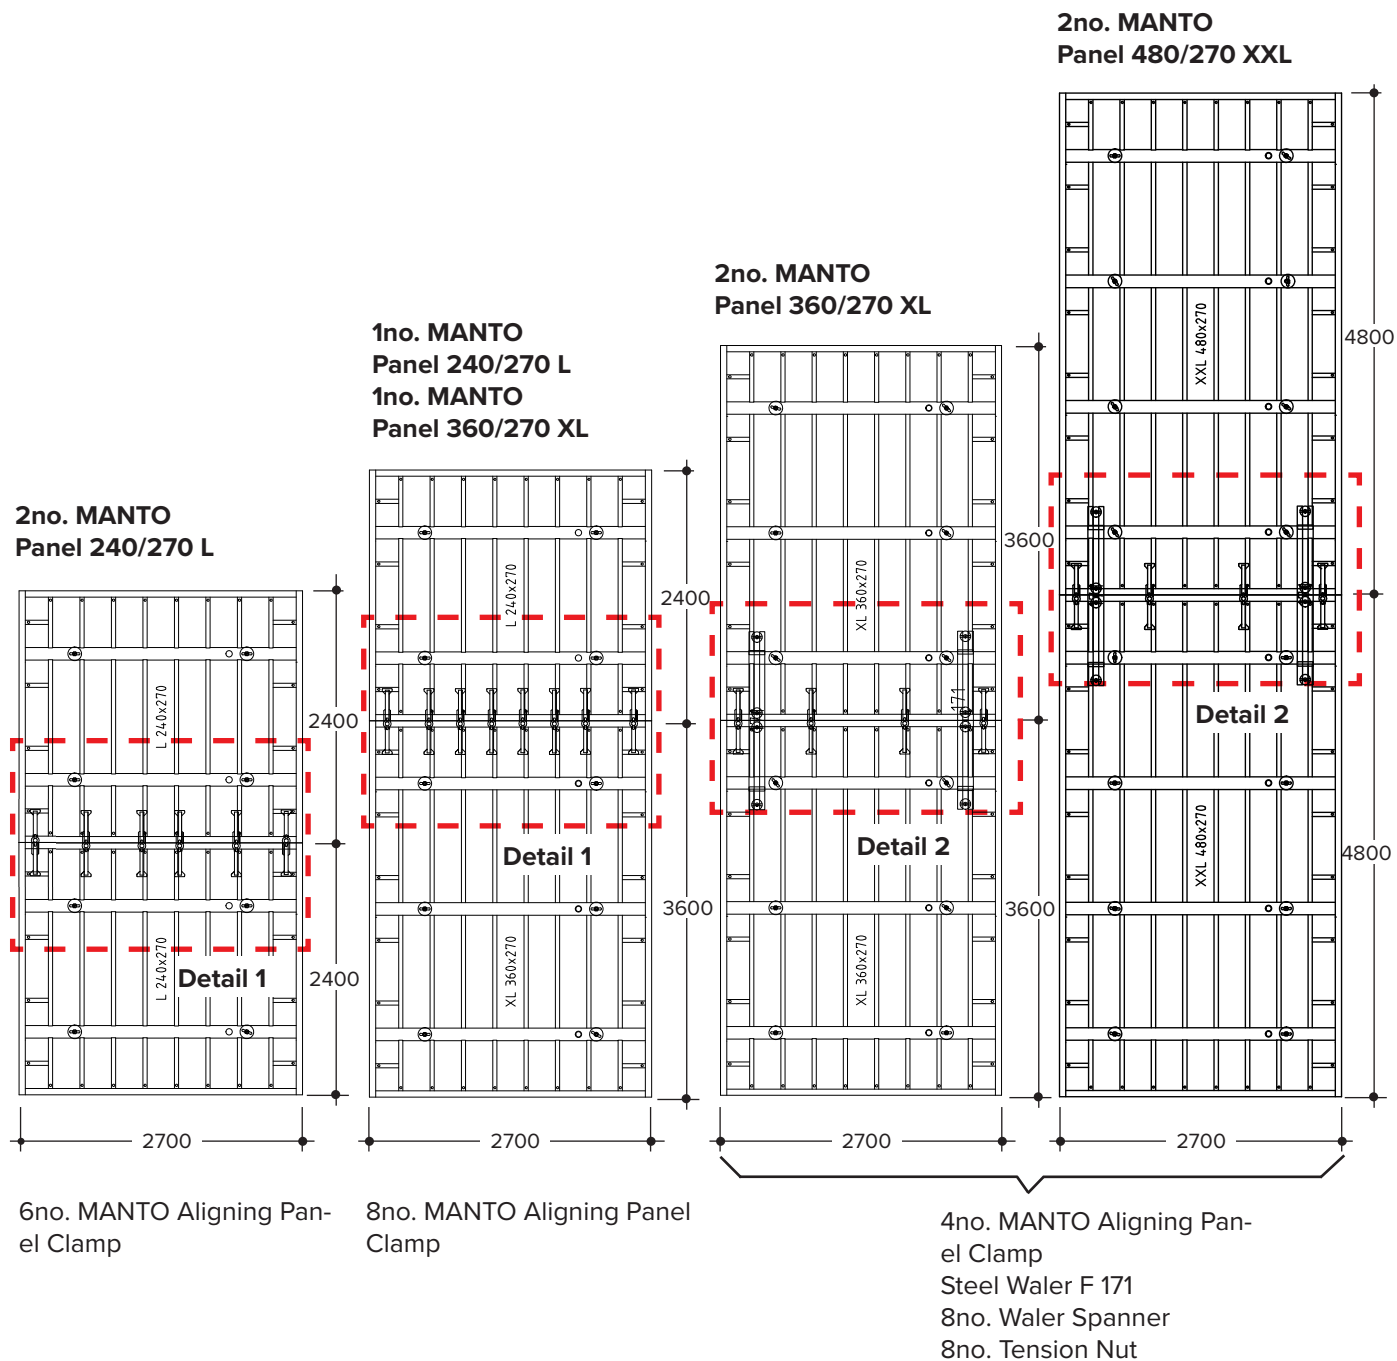 2no. MANTO
Panel 480/270 XXL
2no. MANTO
Panel 360/270 XL
1no. MANTO
Panel 240/270 L
1no. MANTO
Panel 360/270 XL
2no. MANTO
Panel 240/270 L
L 240x270
L 240x270
2400
2400
Detail 1
2700
L 240x270
XL 360x270
2400
3600
Detail 1
2700
XL 360x270
XL 360x270
171
3600
3600
Detail 2
2700
XXL 480x270
XXL 480x270
4800
4800
Detail 2
2700
6no. MANTO Aligning Pan-
el Clamp
8no. MANTO Aligning Panel
Clamp
4no. MANTO Aligning Pan-
el Clamp
Steel Waler F 171
8no. Waler Spanner
8no. Tension Nut